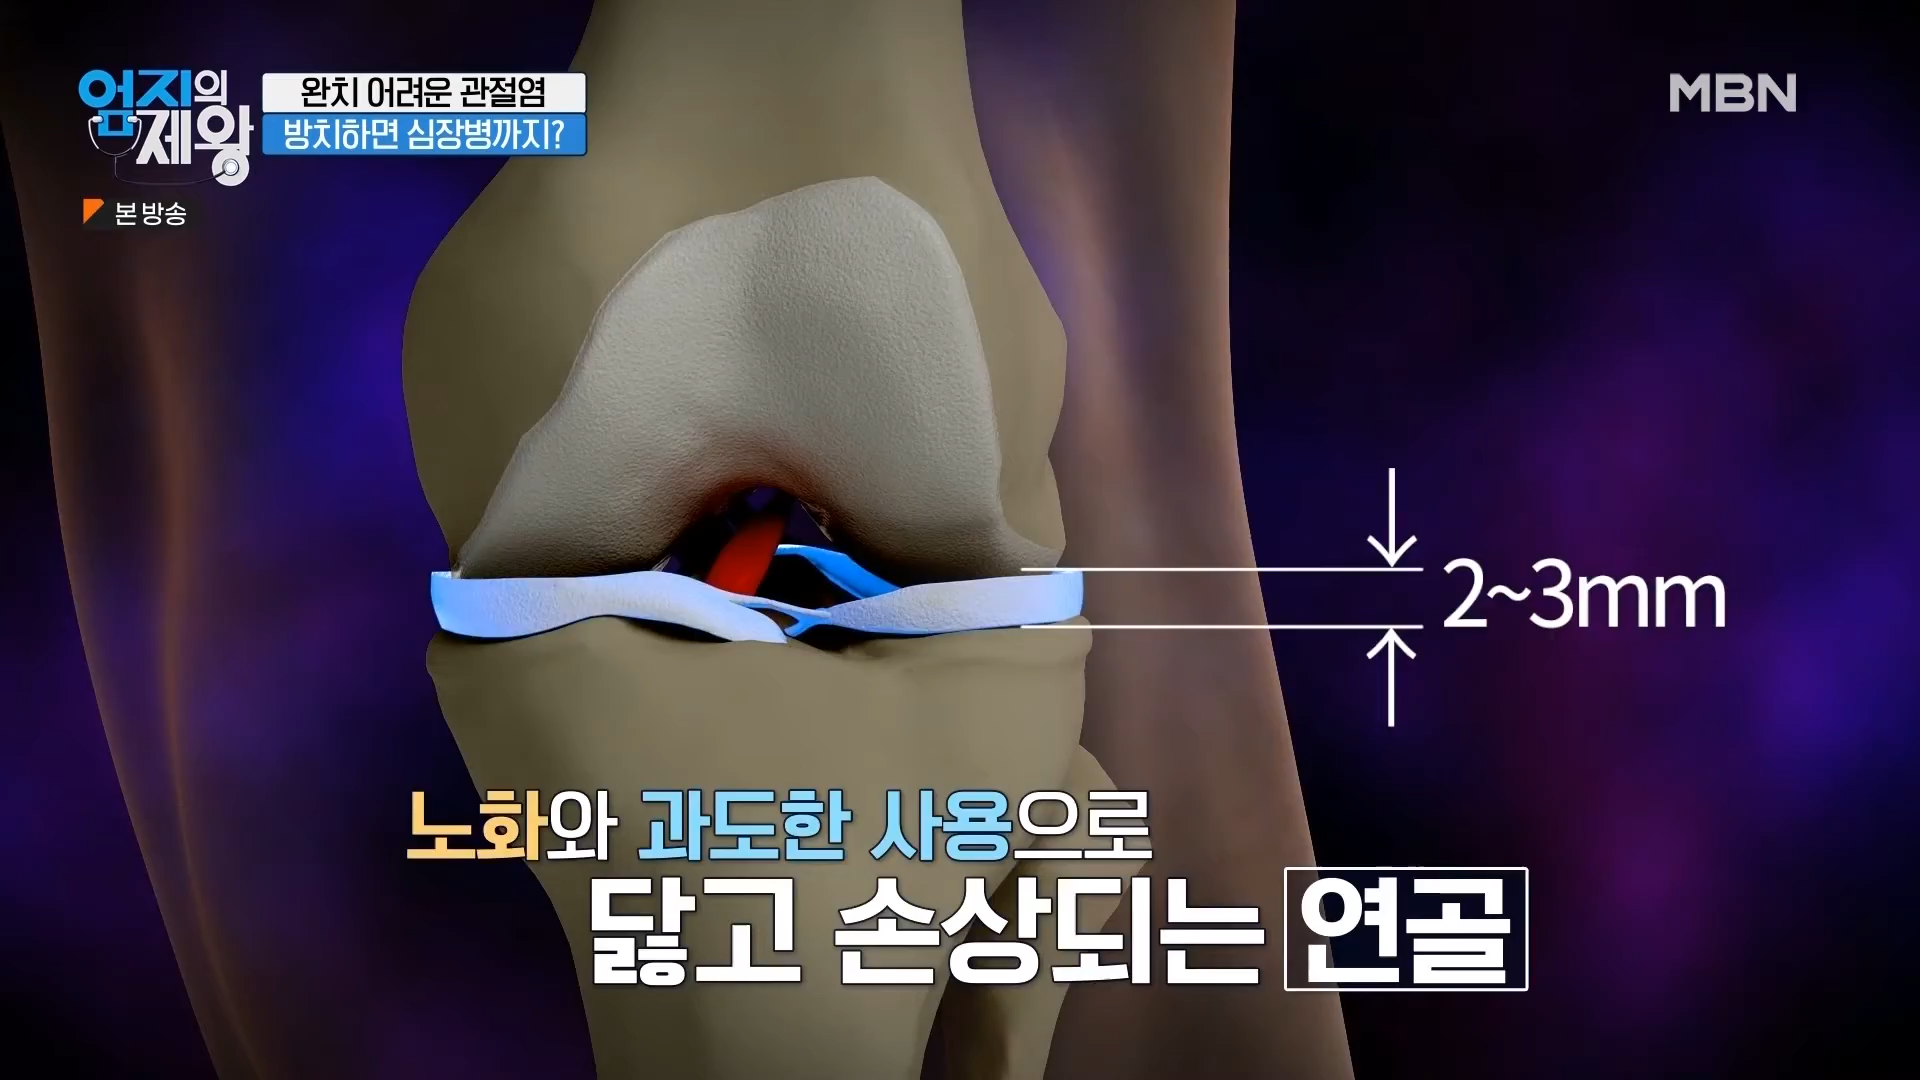 엄지의
제왕
완치 어려운 관절염
방치하면 심장병까지?
본 방송
MBN
2~3mm
노화와 과도한 사용으로
닳고 손상되는 연골